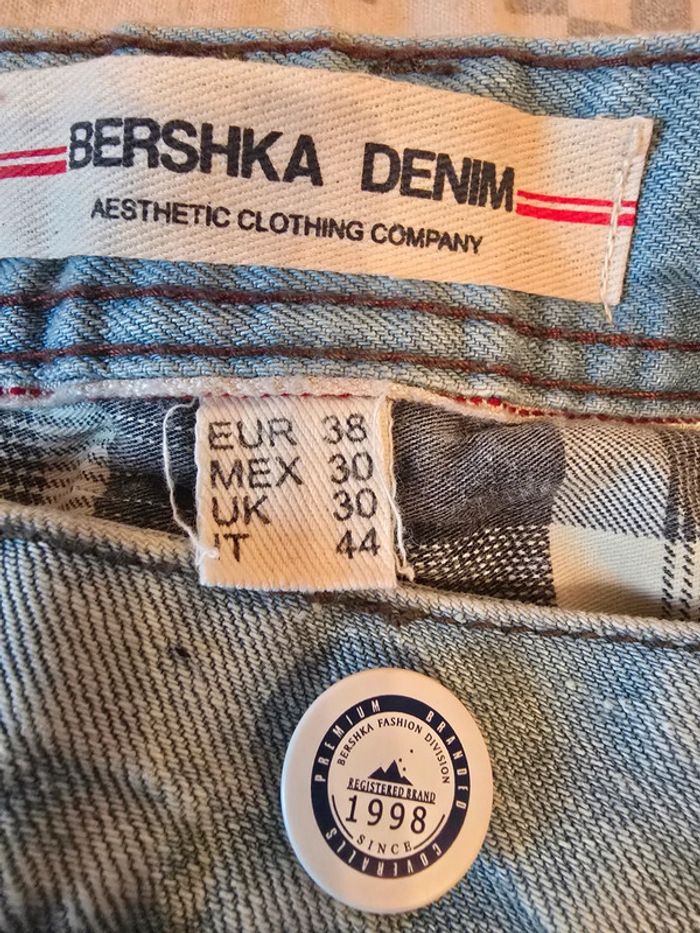 BERSHKA DENIM
AESTHETIC CLOTHING COMPANY
EUR 38
MEX 30
UK 30
IT 44
PREMIUM BRANDED
BERSHKA FASHION DIVISION
REGISTERED BRAND
1998
SINCE
COVERALLS